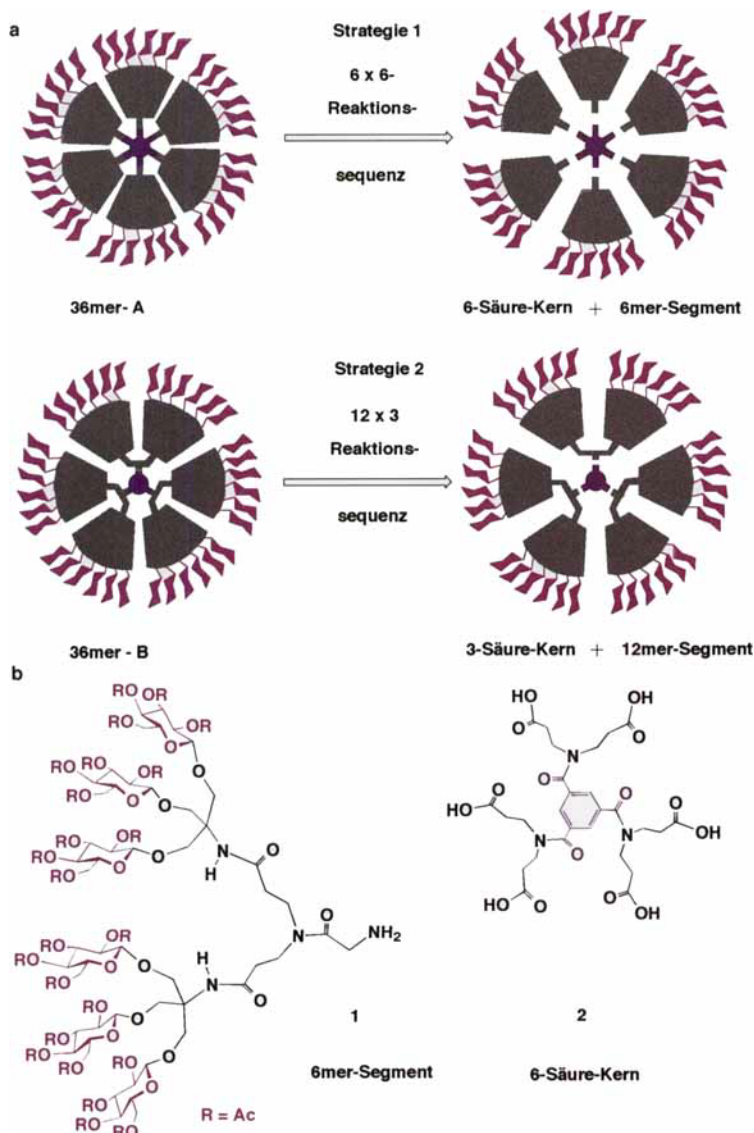 a
Strategie 1
6 x 6-
Reaktions-
sequenz
36mer- A
6-Säure-Kern + 6mer-Segment
Strategie 2
12 x 3
Reaktions-
sequenz
36mer - B
3-Säure-Kern + 12mer-Segment
b
RO OR
RO OR
RO O
RO O
RO OR
RO O
RO O
RO OR
RO O
RO O
N
H
O
N
O
NH2
H
N
O
RO OR
RO O
RO O
RO OR
RO O
RO O
RO OR
RO O
RO O
RO
1
6mer-Segment
R = Ac
HO OH
O O
N
O O
HO O
N N
O
O OH
O O
HO OH
2
6-Säure-Kern